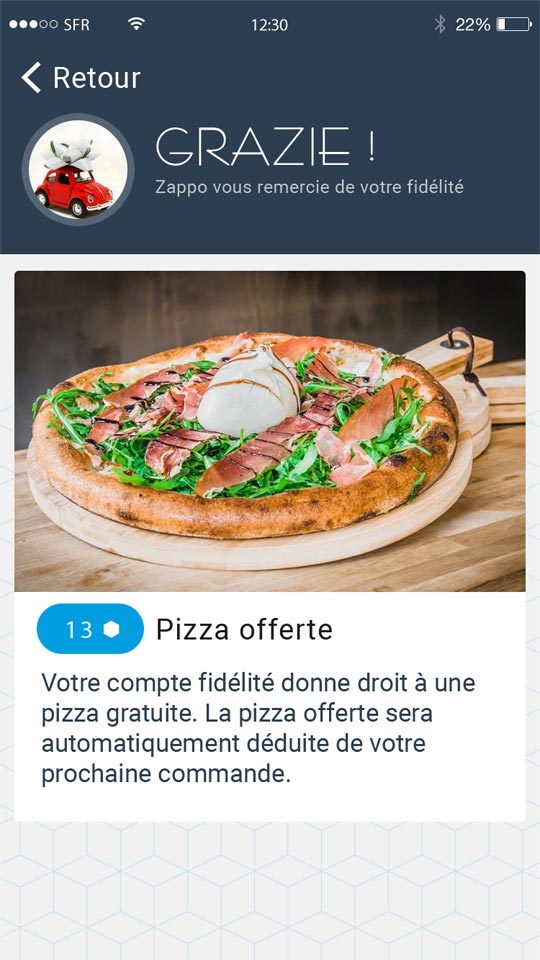 SFR 12:30 22%
Retour
GRAZIE !
Zappo vous remercie de votre fidélité
13 Pizza offerte
Votre compte fidélité donne droit à une
pizza gratuite. La pizza offerte sera
automatiquement déduite de votre
prochaine commande.